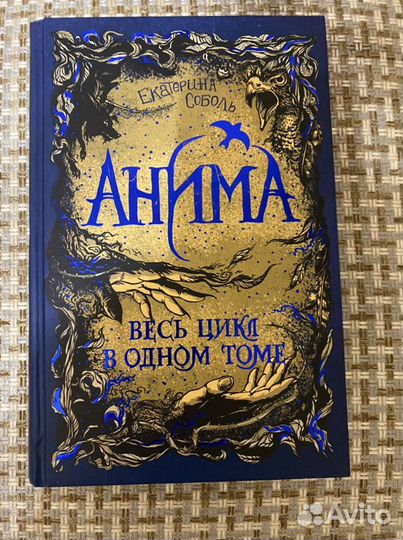 Екатерина
Соболь
АНИМА
ВЕСЬ ЦИКЛ
В ОДНОМ ТОМЕ
Avito